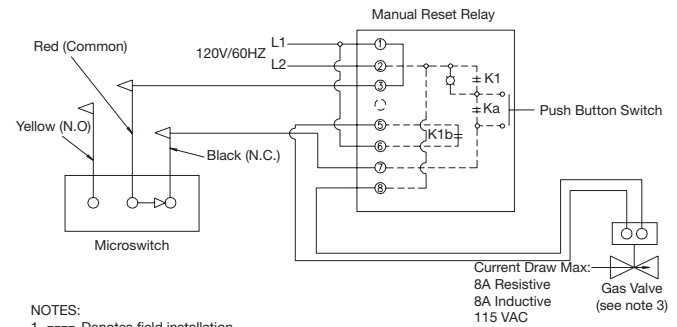 Manual Reset Relay
Red (Common)
L1
120V/60HZ
L2
1
2
3
5
6
7
8
K1
Ka
K1b
Push Button Switch
Yellow (N.O)
Black (N.C.)
Microswitch
Current Draw Max:
8A Resistive
8A Inductive
115 VAC
Gas Valve
(see note 3)
NOTES: